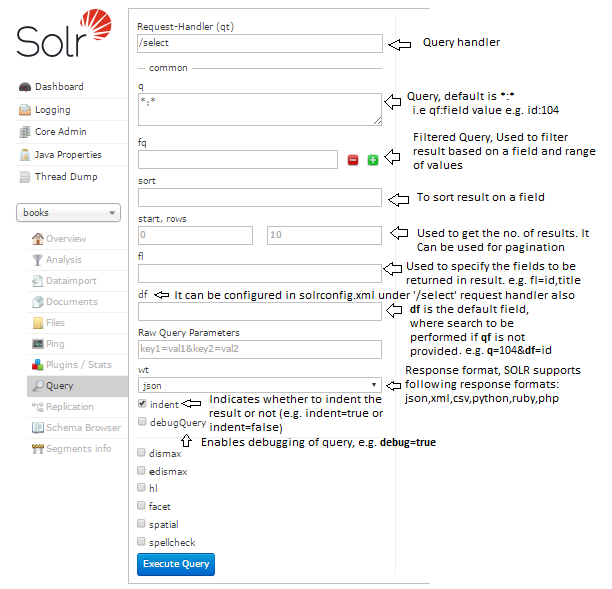 Solr
Dashboard
Logging
Core Admin
Java Properties
Thread Dump
books
Overview
Analysis
Dataimport
Documents
Files
Ping
Plugins / Stats
Query
Replication
Schema Browser
Segments info
Request-Handler (qt)
/select
Query handler
common
q
*:*
Query, default is *:*
i.e qf:field value e.g. id:104
fq
Filtered Query, Used to filter
result based on a field and range
of values
sort
To sort result on a field
start, rows
0 10
Used to get the no. of results. It
Can be used for pagination
fl
Used to specify the fields to be
returned in result. e.g. fl=id,title
df It can be configured in solrconfig.xml under '/select' request handler also
df is the default field,
where search to be
performed if qf is not
provided. e.g. q=104&df=id
Raw Query Parameters
key1=val1&key2=val2
wt
json
Response format, SOLR supports
following response formats:
json,xml,csv,python,ruby,php
indent
Indicates whether to indent the
result or not (e.g. indent=true or
indent=false)
debugQuery
Enables debugging of query, e.g. debug=true
dismax
edismax
hl
facet
spatial
spellcheck
Execute Query